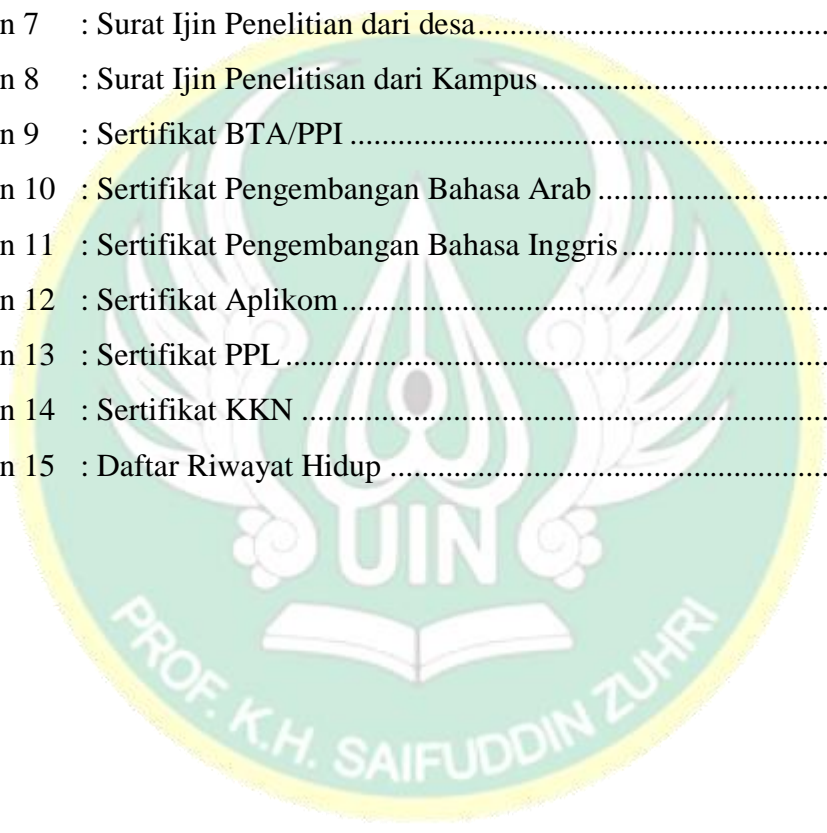 n 7 : Surat Ijin Penelitian dari desa
n 8 : Surat Ijin Penelitisan dari Kampus
n 9 : Sertifikat BTA/PPI
n 10 : Sertifikat Pengembangan Bahasa Arab
n 11 : Sertifikat Pengembangan Bahasa Inggris
n 12 : Sertifikat Aplikom
n 13 : Sertifikat PPL
n 14 : Sertifikat KKN
n 15 : Daftar Riwayat Hidup
UIN
PROF. K.H. SAIFUDDIN ZUHRI